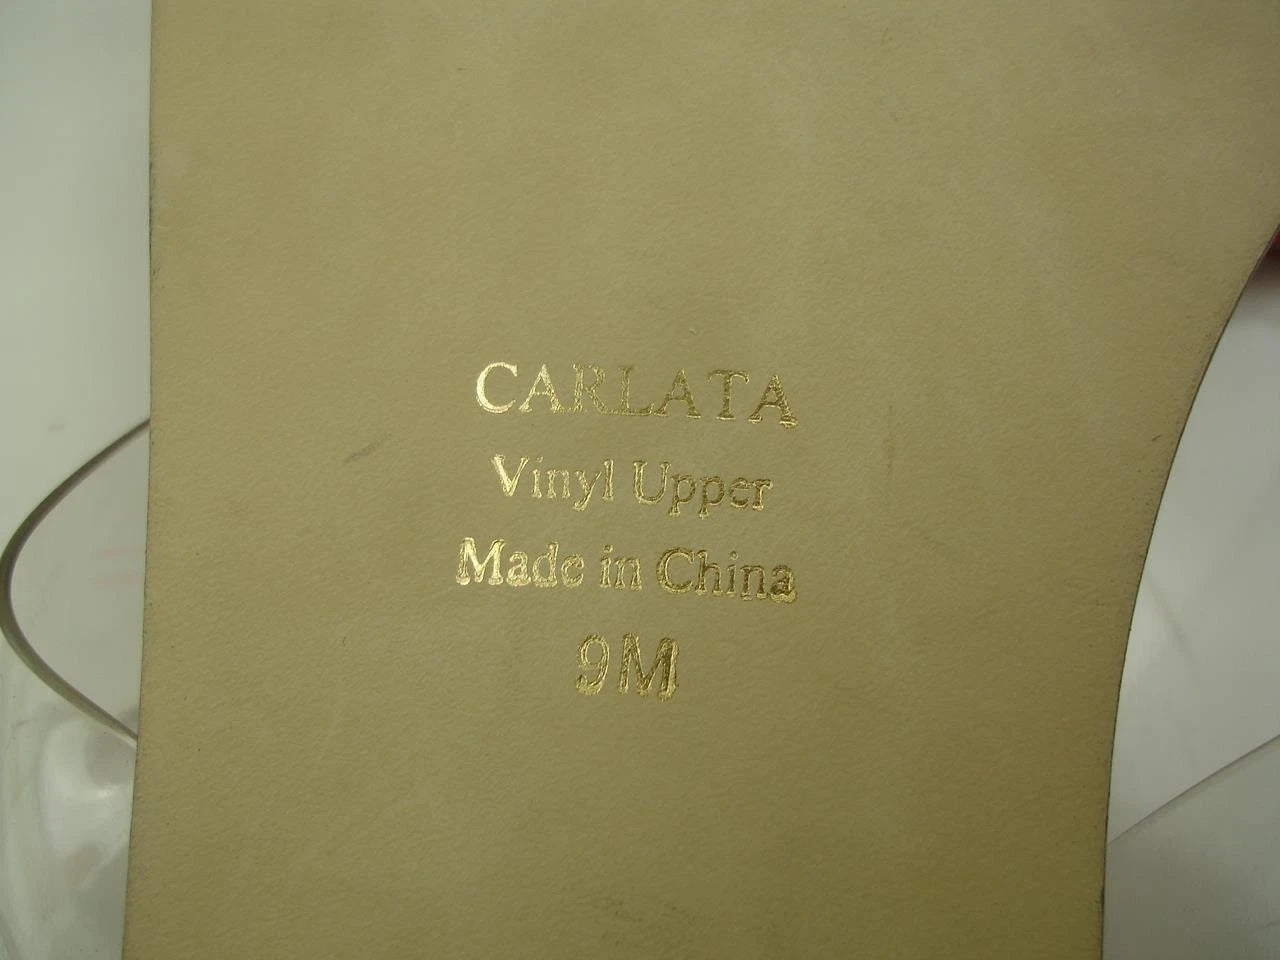 CARLATA
Vinyl Upper
Made in China
9M